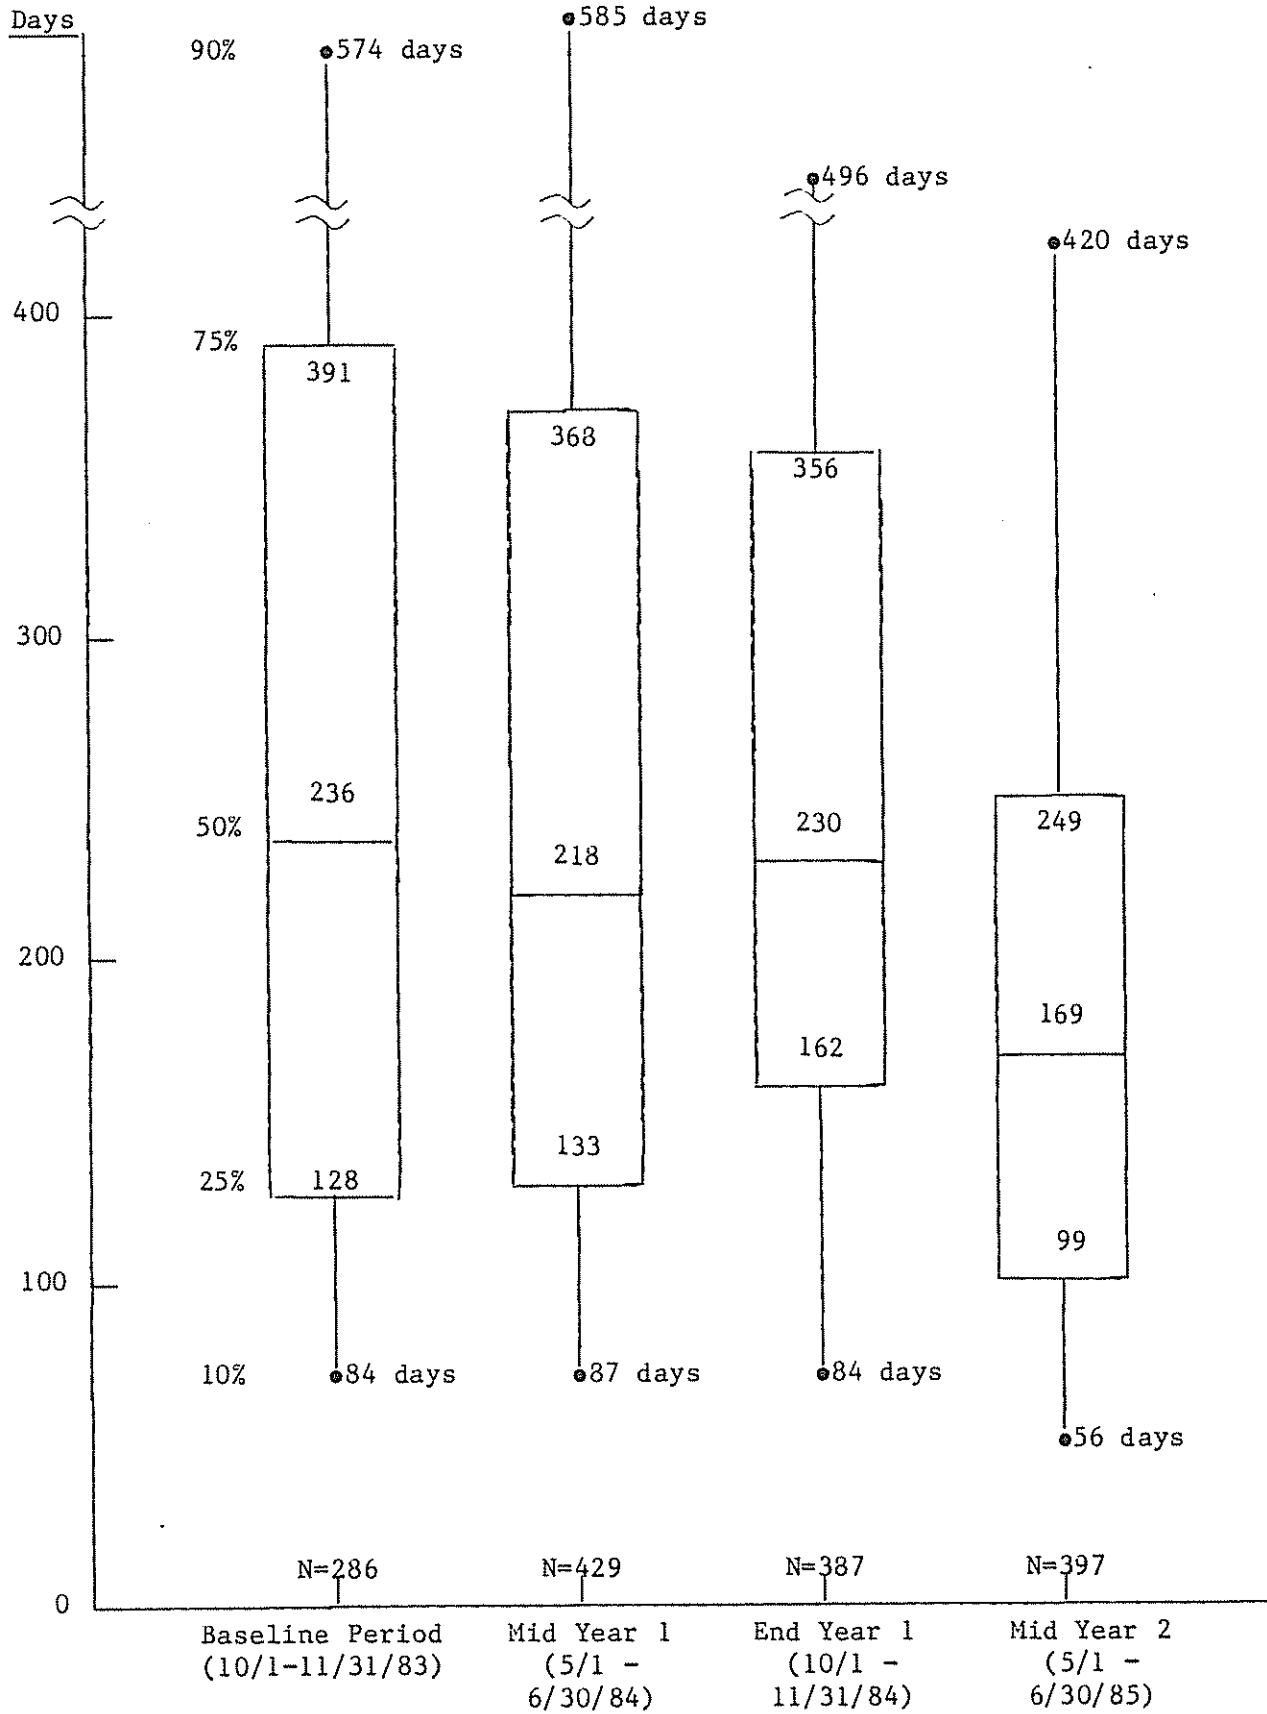 Days
585 days
90%
574 days
496 days
420 days
400
75%
391
368
356
300
236
50%
230
249
218
200
169
162
133
25%
128
99
100
10%
84 days
87 days
84 days
56 days
N=286
N=429
N=387
N=397
0
Baseline Period
(10/1-11/31/83)
Mid Year 1
(5/1 -
6/30/84)
End Year 1
(10/1 -
11/31/84)
Mid Year 2
(5/1 -
6/30/85)